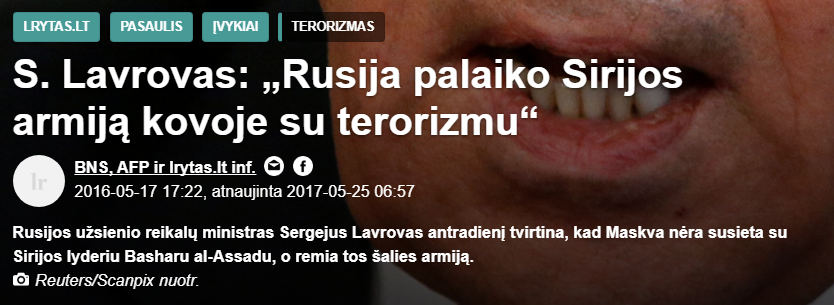 LRYTAS.LT PASAULIS ĮVYKIAI TERORIZMAS
S. Lavrovas: „Rusija palaiko Sirijos
armiją kovoje su terorizmu“
lr
BNS, AFP ir lrytas.lt inf.
2016-05-17 17:22, atnaujinta 2017-05-25 06:57
Rusijos užsienio reikalų ministras Sergejus Lavrovas antradienį tvirtina, kad Maskva nėra susieta su
Sirijos lyderiu Basharu al-Assadu, o remia tos šalies armiją.
Reuters/Scanpix nuotr.